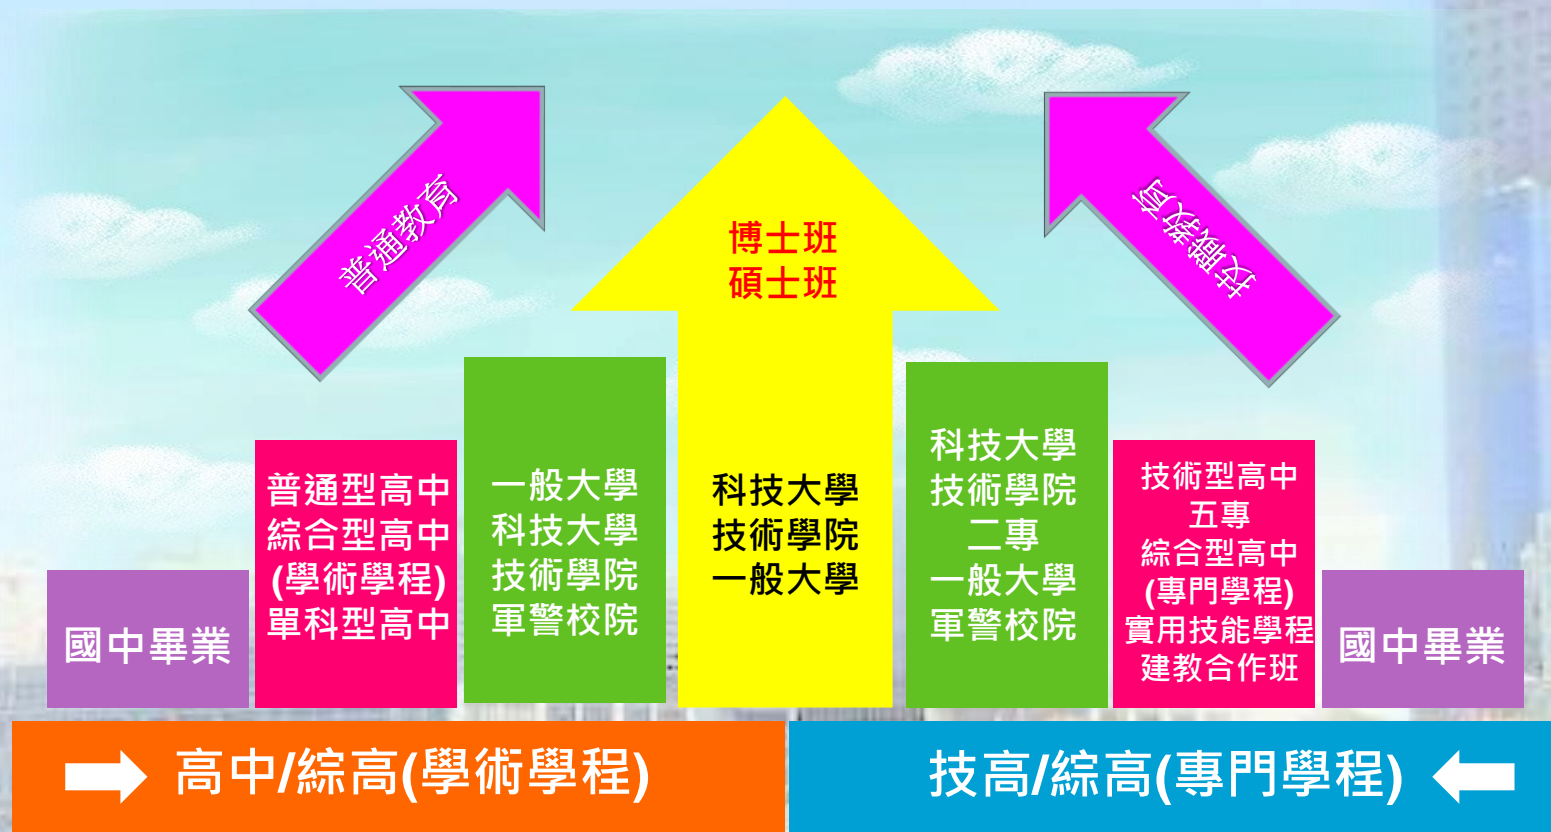 普通教育
技職教育
博士班
碩士班
國中畢業
普通型高中
綜合型高中
(學術學程)
單科型高中
一般大學
科技大學
技術學院
軍警校院
科技大學
技術學院
一般大學
科技大學
技術學院
二專
一般大學
軍警校院
技術型高中
五專
綜合型高中
(專門學程)
實用技能學程
建教合作班
國中畢業
高中/綜高(學術學程)
技高/綜高(專門學程)